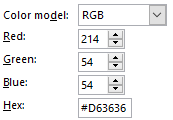 Color model: RGB
Red: 214
Green: 54
Blue: 54
Hex: #D63636